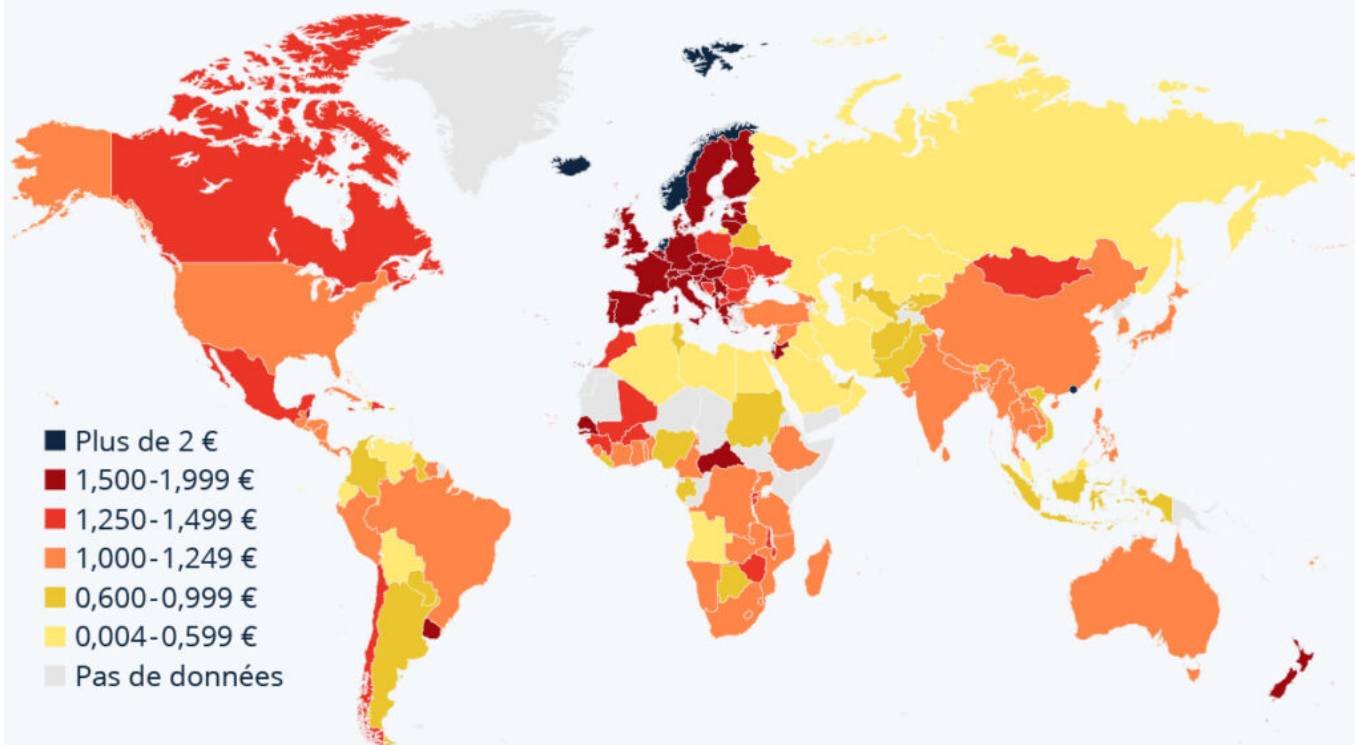 Plus de 2 €
1,500-1,999 €
1,250-1,499 €
1,000-1,249 €
0,600-0,999 €
0,004-0,599 €
Pas de données